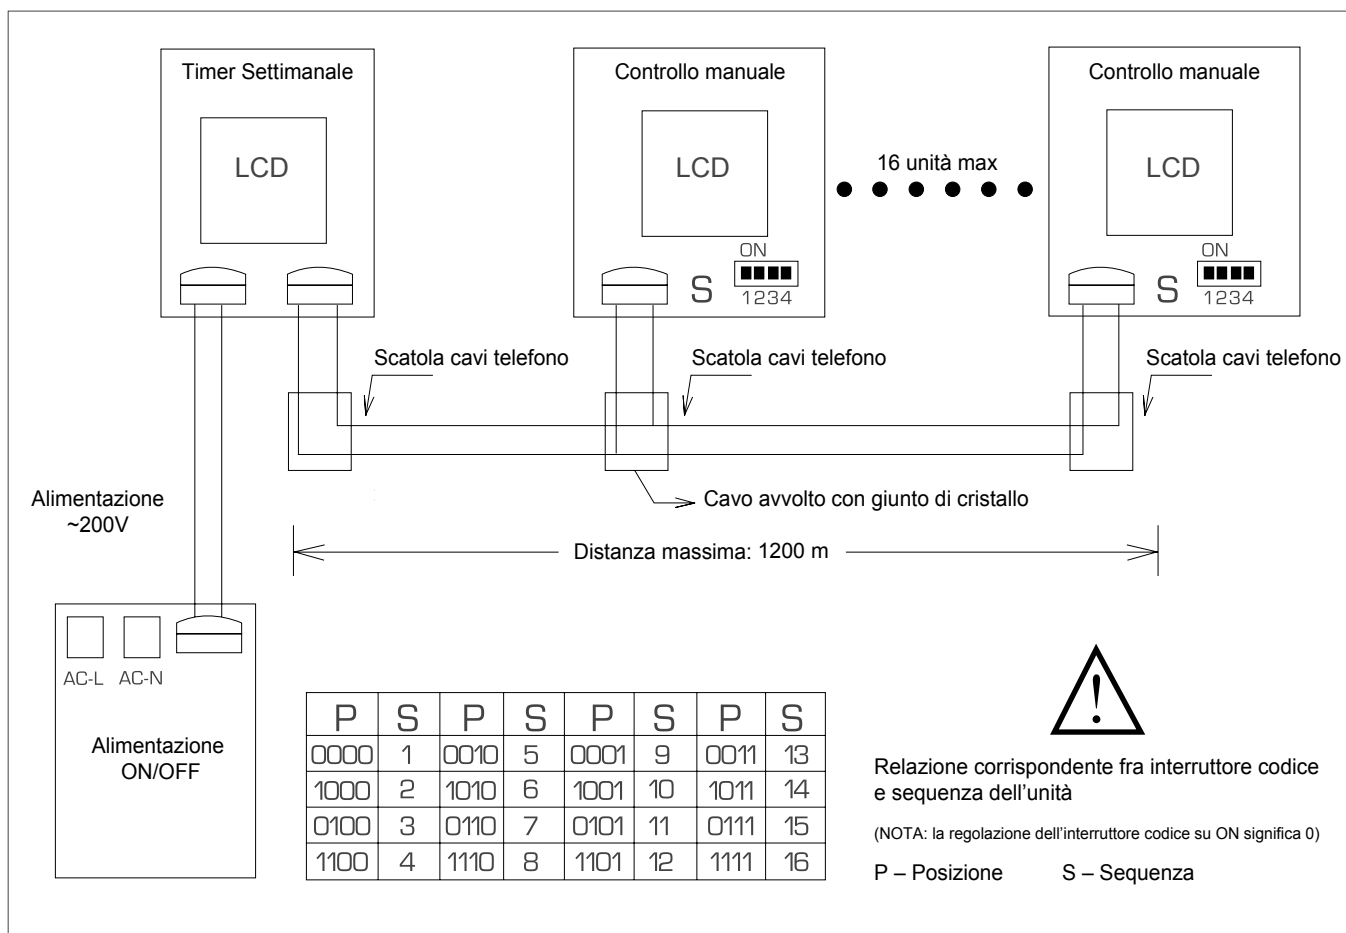 Timer Settimanale
LCD
Controllo manuale
LCD
ON
S
1234
16 unità max
Controllo manuale
LCD
ON
S
1234
Scatola cavi telefono
Scatola cavi telefono
Scatola cavi telefono
Cavo avvolto con giunto di cristallo
Alimentazione
~200V
Distanza massima: 1200 m
AC-L AC-N
Alimentazione
ON/OFF
P S P S P S P S
0000 1 0010 5 0001 9 0011 13
1000 2 1010 6 1001 10 1011 14
0100 3 0110 7 0101 11 0111 15
1100 4 1110 8 1101 12 1111 16
!
Relazione corrispondente fra interruttore codice
e sequenza dell’unità
(NOTA: la regolazione dell’interruttore codice su ON significa 0)
P – Posizione S – Sequenza